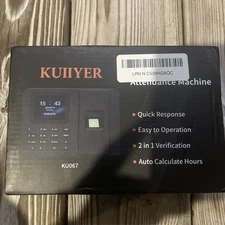 KUIIYER
Attendance Machine
15 : 43
Quick Response
Easy to Operation
2 in 1 Verification
Auto Calculate Hours
KU067